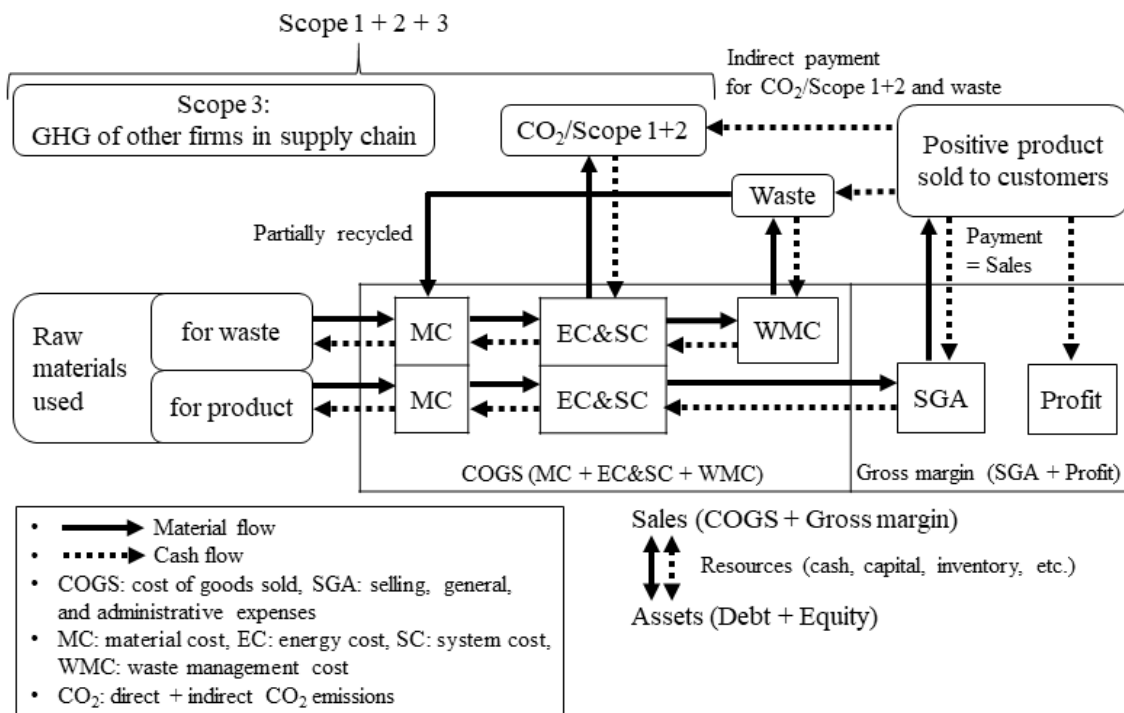 Scope 1 + 2 + 3
Indirect payment
for CO₂/Scope 1+2 and waste
Scope 3:
GHG of other firms in supply chain
CO₂/Scope 1+2
Positive product
sold to customers
Waste
Partially recycled
Payment
= Sales
Raw
materials
used
for waste
for product
MC
EC&SC
WMC
MC
EC&SC
SGA
Profit
COGS (MC + EC&SC + WMC)
Gross margin (SGA + Profit)
• Material flow
• Cash flow
• COGS: cost of goods sold, SGA: selling, general,
and administrative expenses
• MC: material cost, EC: energy cost, SC: system cost,
WMC: waste management cost
• CO₂: direct + indirect CO₂ emissions
Sales (COGS + Gross margin)
Resources (cash, capital, inventory, etc.)
Assets (Debt + Equity)